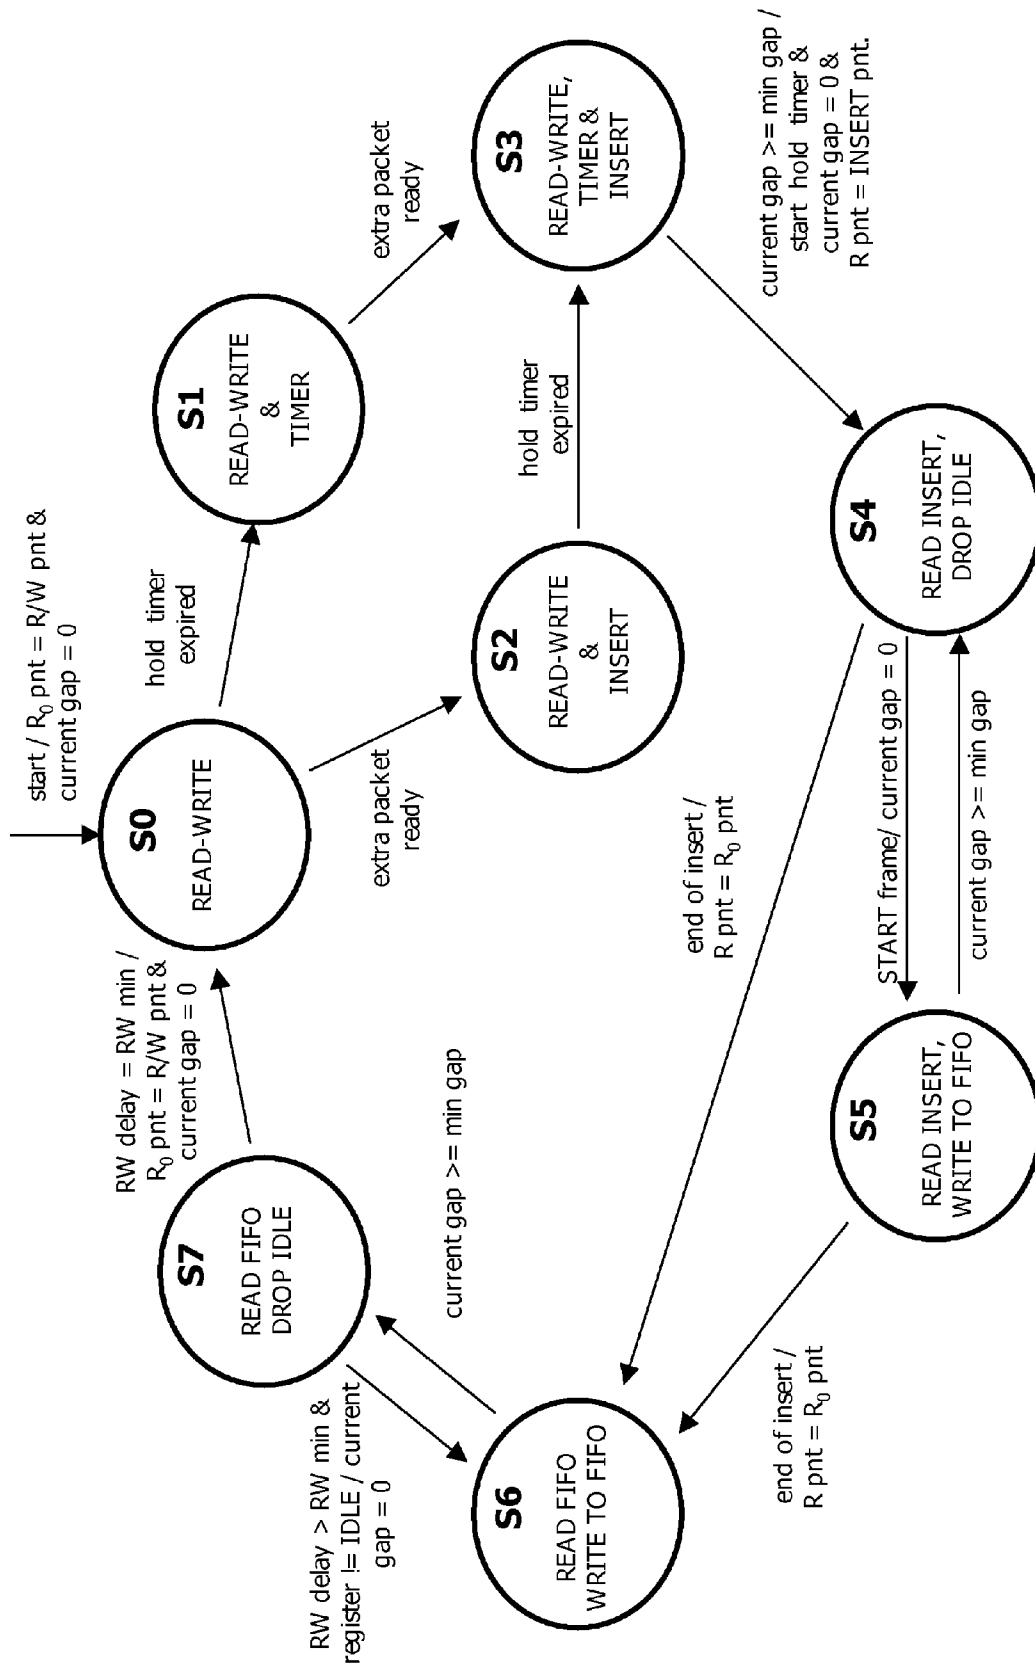 start / R₀ pnt = R/W pnt &
current gap = 0
S0
READ-WRITE
hold timer
expired
S1
READ-WRITE
&
TIMER
extra packet
ready
S3
READ-WRITE,
TIMER &
INSERT
extra packet
ready
S2
READ-WRITE
&
INSERT
hold timer
expired
current gap >= min gap /
start hold timer &
current gap = 0 &
R pnt = INSERT pnt.
S4
READ INSERT,
DROP IDLE
START frame/ current gap = 0
current gap >= min gap
S5
READ INSERT,
WRITE TO FIFO
end of insert /
R pnt = R₀ pnt
end of insert /
R pnt = R₀ pnt
S6
READ FIFO
WRITE TO FIFO
current gap >= min gap
RW delay > RW min &
register != IDLE / current
gap = 0
S7
READ FIFO
DROP IDLE
RW delay = RW min /
R₀ pnt = R/W pnt &
current gap = 0